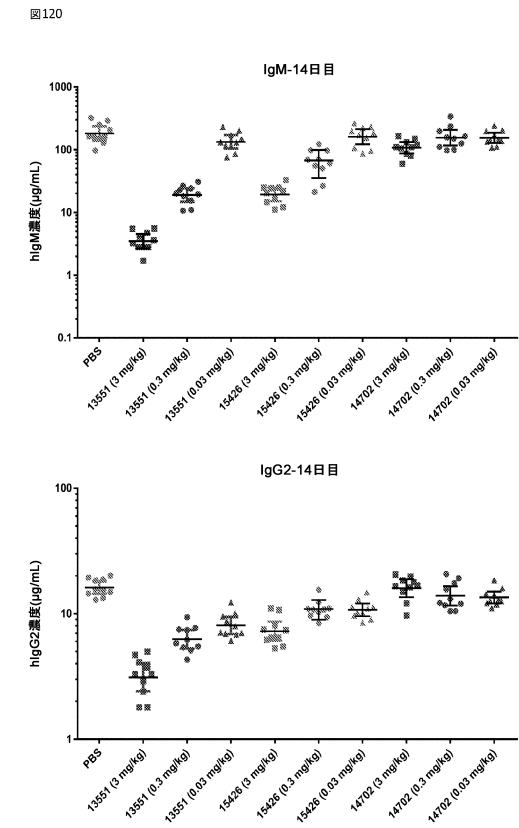 図120
IgM-14日目
hIgM濃度(μg/mL)
1000
100
10
1
0.1
PBS
13551 (3 mg/kg)
13551 (0.3 mg/kg)
13551 (0.03 mg/kg)
15426 (3 mg/kg)
15426 (0.3 mg/kg)
15426 (0.03 mg/kg)
14702 (3 mg/kg)
14702 (0.3 mg/kg)
14702 (0.03 mg/kg)
IgG2-14日目
hIgG2濃度(μg/mL)
100
10
1
PBS
13551 (3 mg/kg)
13551 (0.3 mg/kg)
13551 (0.03 mg/kg)
15426 (3 mg/kg)
15426 (0.3 mg/kg)
15426 (0.03 mg/kg)
14702 (3 mg/kg)
14702 (0.3 mg/kg)
14702 (0.03 mg/kg)